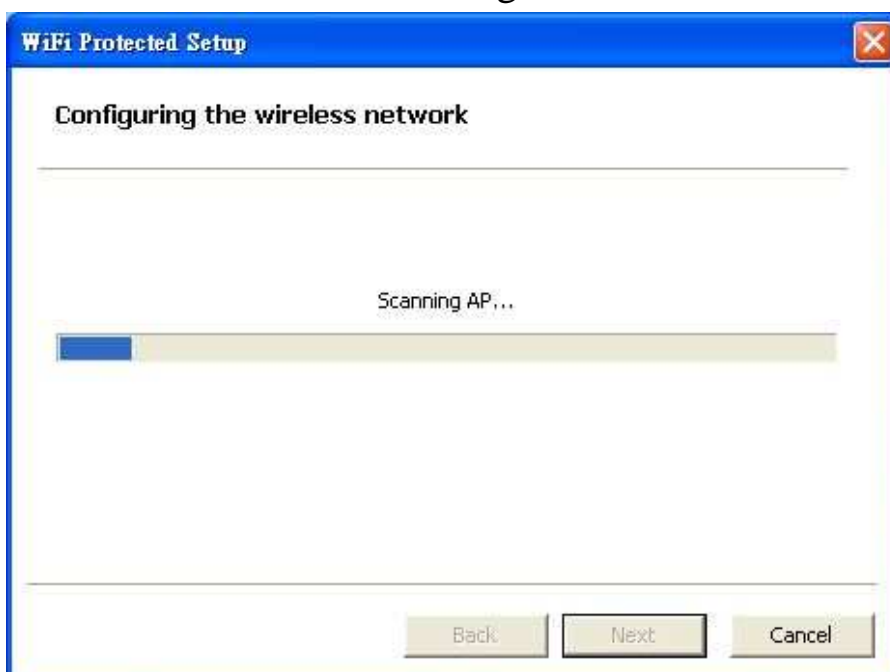 WiFi Protected Setup
Configuring the wireless network
Scanning AP...
Back Next Cancel